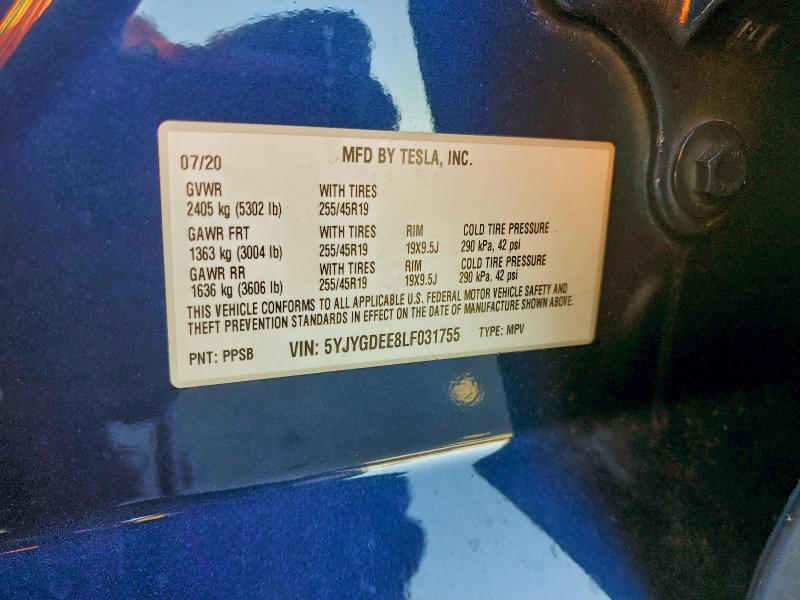 07/20 MFD BY TESLA, INC.
GVWR WITH TIRES
2405 kg (5302 lb) 255/45R19
GAWR FRT WITH TIRES RIM COLD TIRE PRESSURE
1363 kg (3004 lb) 255/45R19 19X9.5J 290 kPa, 42 psi
GAWR RR WITH TIRES RIM COLD TIRE PRESSURE
1636 kg (3606 lb) 255/45R19 19X9.5J 290 kPa, 42 psi
THIS VEHICLE CONFORMS TO ALL APPLICABLE U.S. FEDERAL MOTOR VEHICLE SAFETY AND
THEFT PREVENTION STANDARDS IN EFFECT ON THE DATE OF MANUFACTURE SHOWN ABOVE.
PNT: PPSB VIN: 5YJYGDEE8LF031755 TYPE: MPV